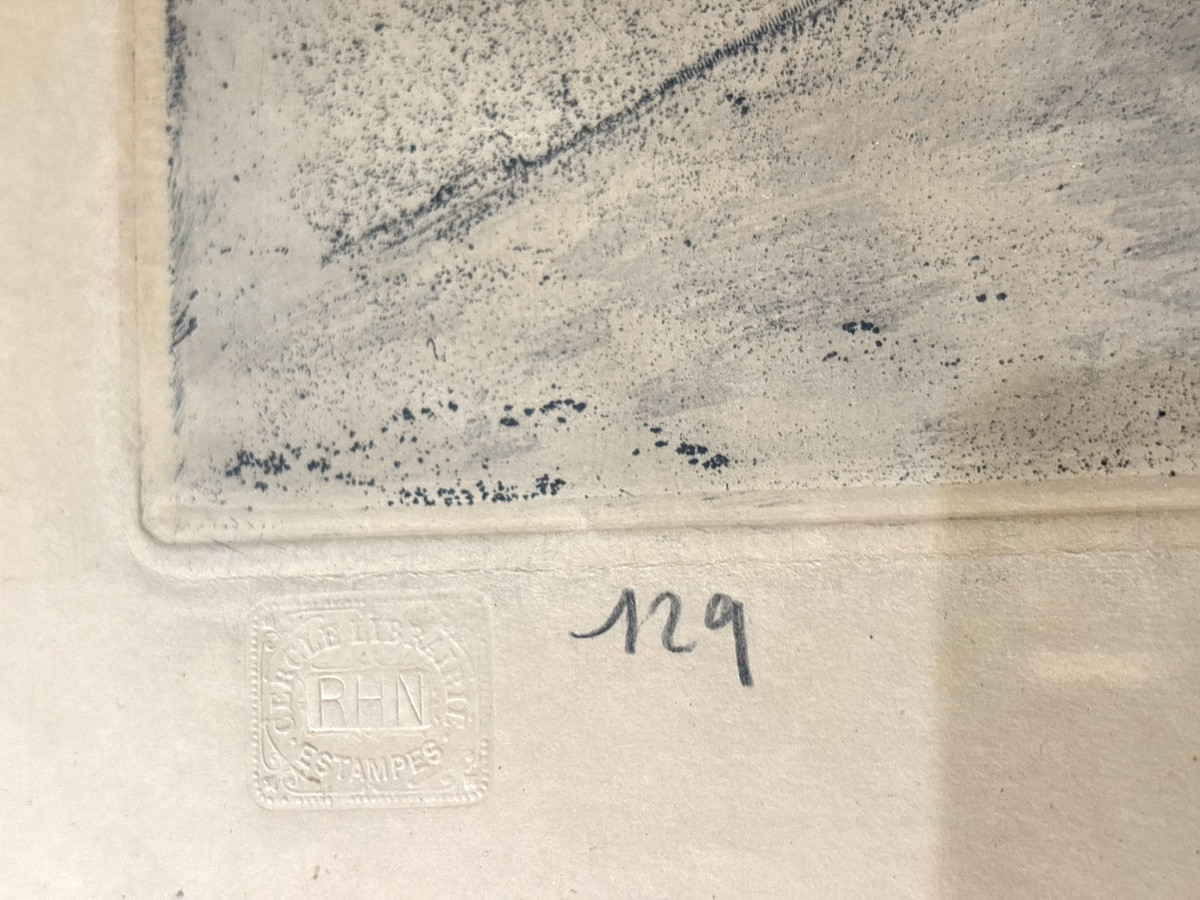 CERCLE LIBRAIRIE
RHN
ESTAMPES
129